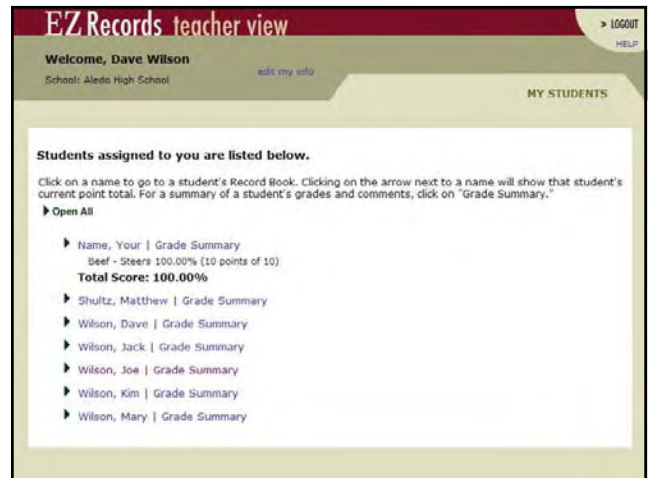 EZ Records teacher view
> LOGOUT
HELP
Welcome, Dave Wilson
edit my info
School: Aledo High School
MY STUDENTS
Students assigned to you are listed below.
Click on a name to go to a student's Record Book. Clicking on the arrow next to a name will show that student's
current point total. For a summary of a student's grades and comments, click on "Grade Summary."
Open All
Name, Your | Grade Summary
Beef - Steers 100.00% (10 points of 10)
Total Score: 100.00%
Shultz, Matthew | Grade Summary
Wilson, Dave | Grade Summary
Wilson, Jack | Grade Summary
Wilson, Joe | Grade Summary
Wilson, Kim | Grade Summary
Wilson, Mary | Grade Summary